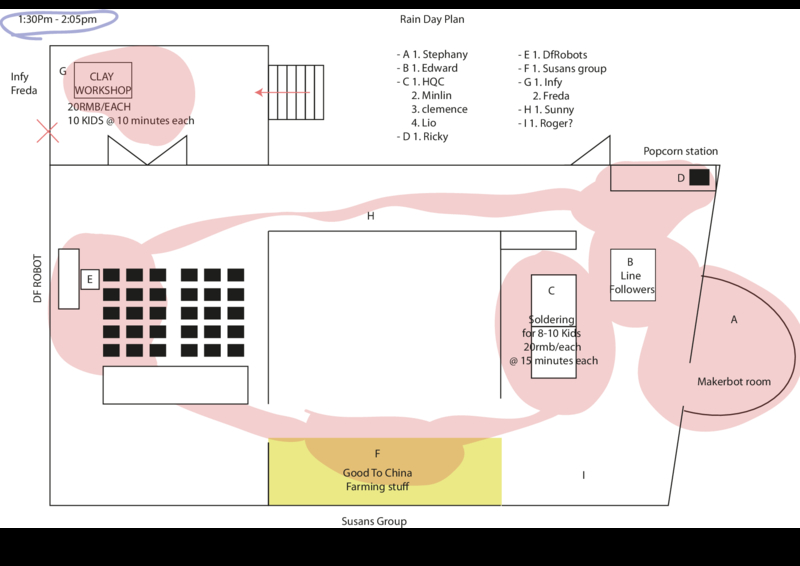 1:30Pm - 2:05pm
Rain Day Plan
- A 1. Stephany
- B 1. Edward
- C 1. HQC
2. Minlin
3. clemence
4. Lio
- D 1. Ricky
- E 1. DfRobots
- F 1. Susans group
- G 1. Infy
2. Freda
- H 1. Sunny
- I 1. Roger?
Infy
Freda
G
CLAY
WORKSHOP
20RMB/EACH
10 KIDS @ 10 minutes each
Popcorn station
D
H
DF ROBOT
E
B
Line
Followers
C
Soldering
for 8-10 Kids
20rmb/each
@ 15 minutes each
A
Makerbot room
F
Good To China
Farming stuff
I
Susans Group